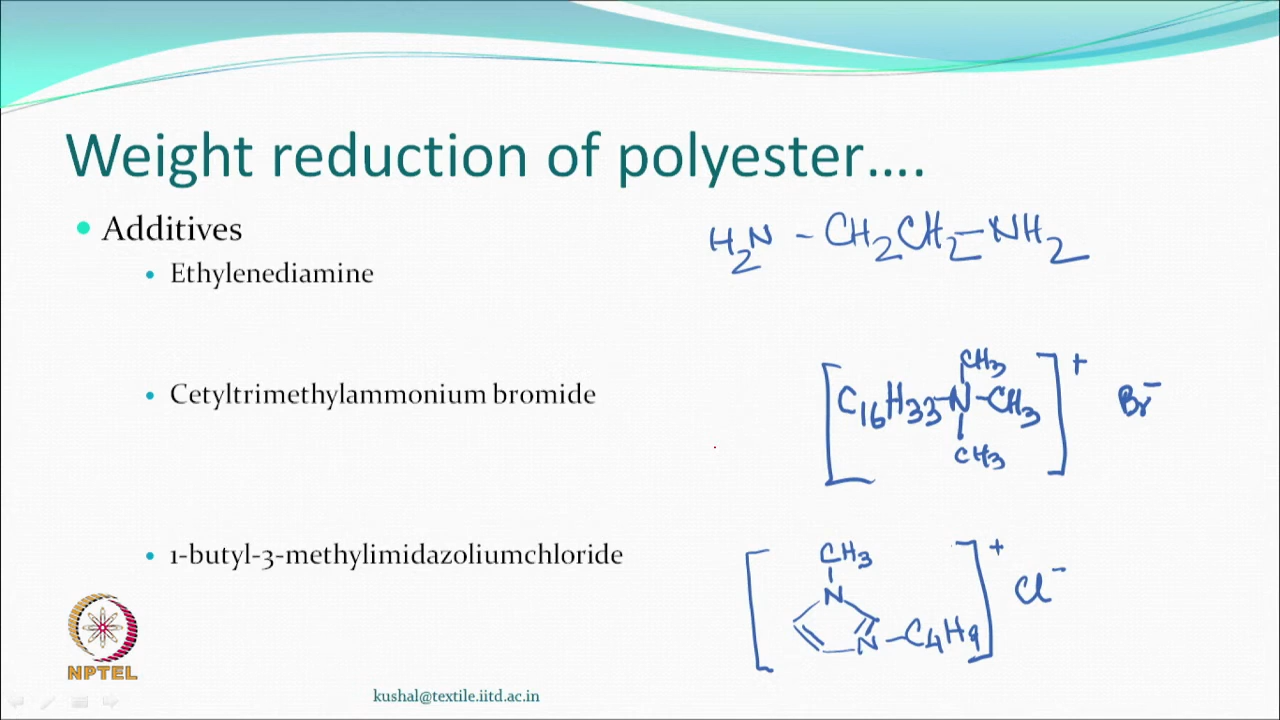 Weight reduction of polyester....
Additives
Ethylenediamine
H2N - CH2CH2-NH2
Cetyltrimethylammonium bromide
CH3
[C16H33-N-CH3]+ Br-
CH3
1-butyl-3-methylimidazoliumchloride
CH3
N
[N-C4H9]+ Cl-
NPTEL
kushal@textile.iitd.ac.in